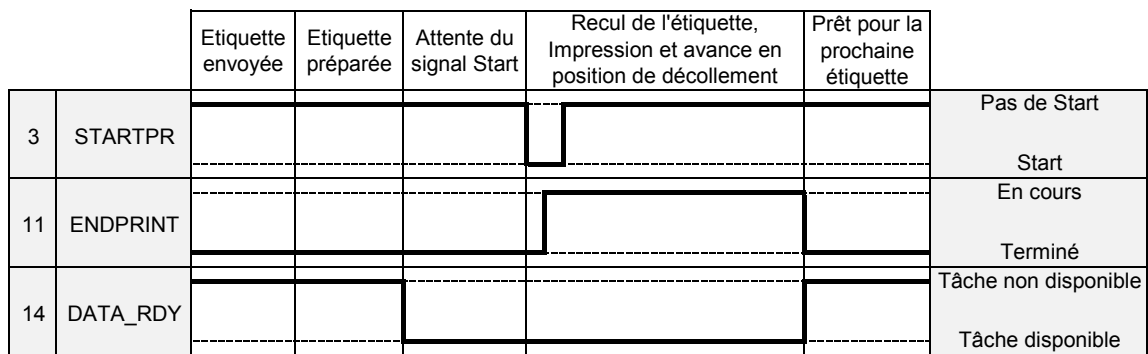 Etiquette
envoyée
Etiquette
préparée
Attente du
signal Start
Recul de l'étiquette,
Impression et avance en
position de décollement
Prêt pour la
prochaine
étiquette
3
STARTPR
Pas de Start
Start
11
ENDPRINT
En cours
Terminé
14
DATA_RDY
Tâche non disponible
Tâche disponible